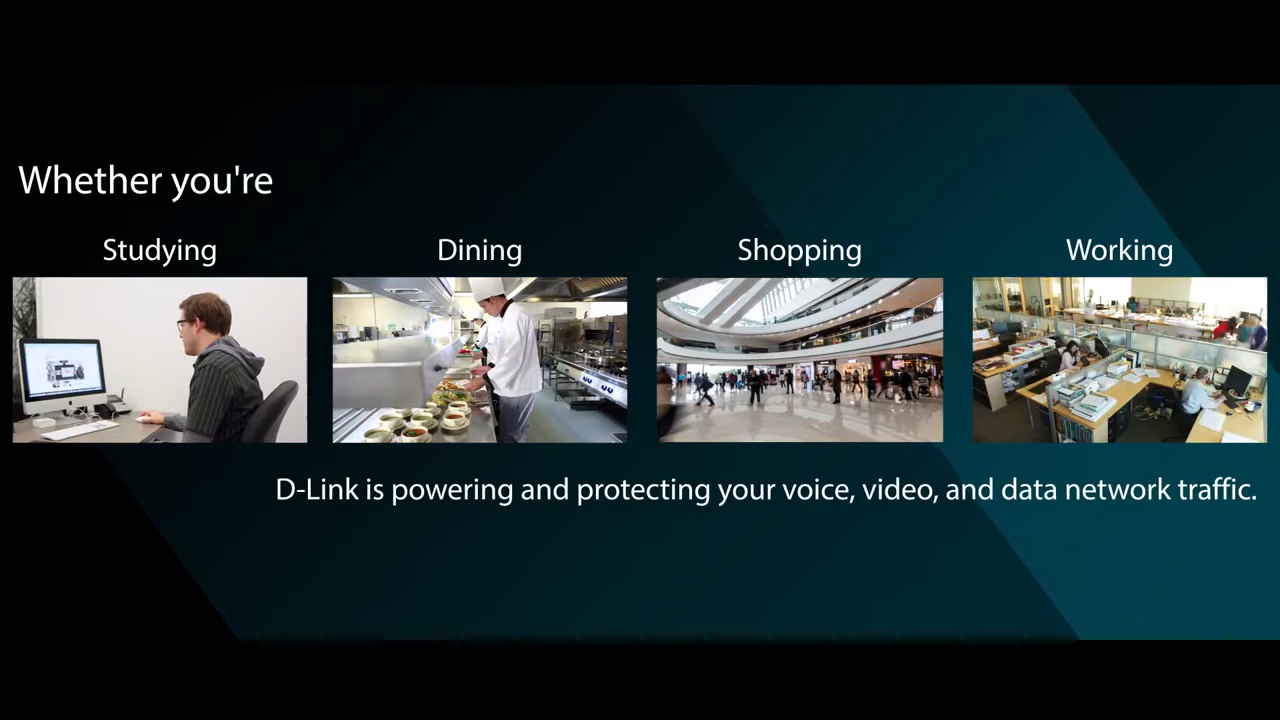 Whether you're
Studying
Dining
Shopping
Working
D-Link is powering and protecting your voice, video, and data network traffic.